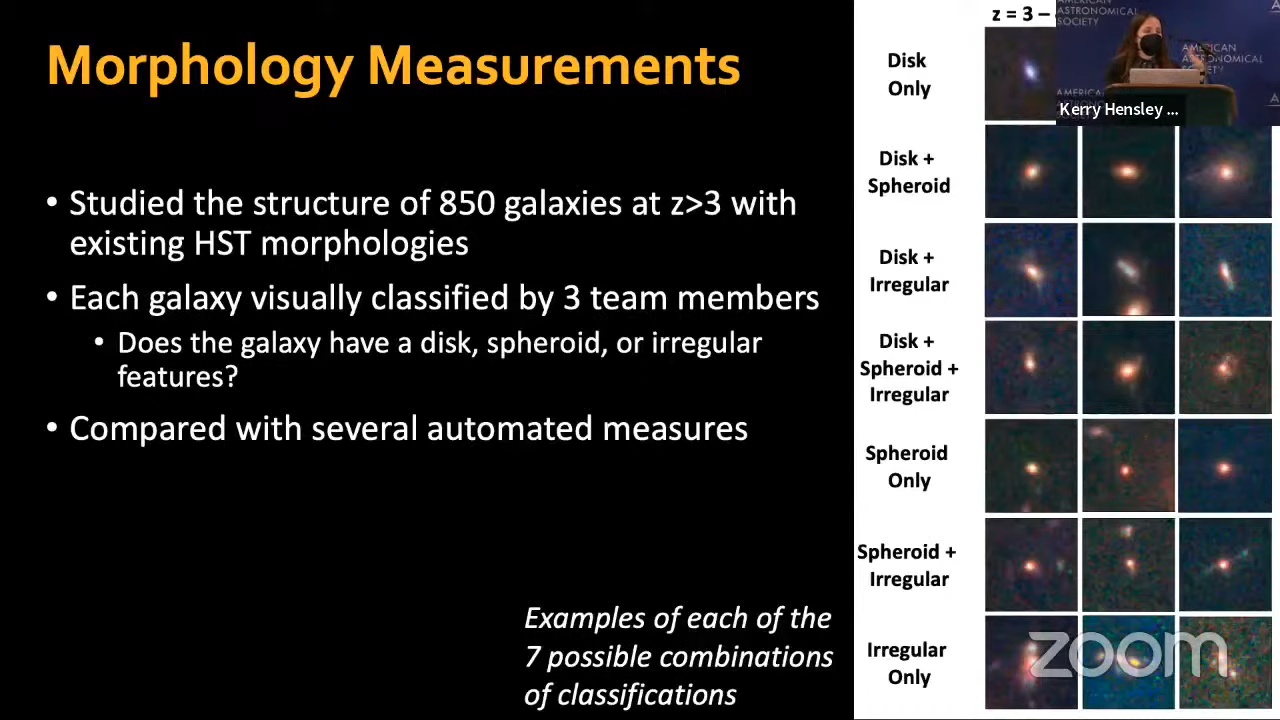 Morphology Measurements
• Studied the structure of 850 galaxies at z>3 with
existing HST morphologies
• Each galaxy visually classified by 3 team members
• Does the galaxy have a disk, spheroid, or irregular
features?
• Compared with several automated measures
Examples of each of the
7 possible combinations
of classifications
z = 3 –
Disk
Only
Disk +
Spheroid
Disk +
Irregular
Disk +
Spheroid +
Irregular
Spheroid
Only
Spheroid +
Irregular
Irregular
Only
AMERICAN
ASTRONOMICAL
SOCIETY
AMERICAN
ASTRONOMICAL
Kerry Hensley ...
zoom